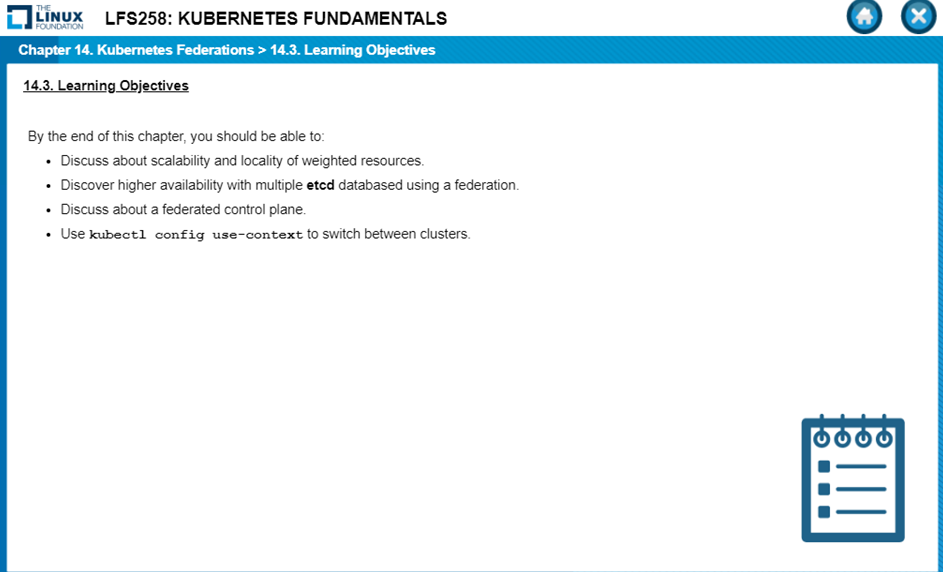 THE
LINUX
FOUNDATION
LFS258: KUBERNETES FUNDAMENTALS
Chapter 14. Kubernetes Federations > 14.3. Learning Objectives
14.3. Learning Objectives
By the end of this chapter, you should be able to:
• Discuss about scalability and locality of weighted resources.
• Discover higher availability with multiple etcd databased using a federation.
• Discuss about a federated control plane.
• Use kubectl config use-context to switch between clusters.